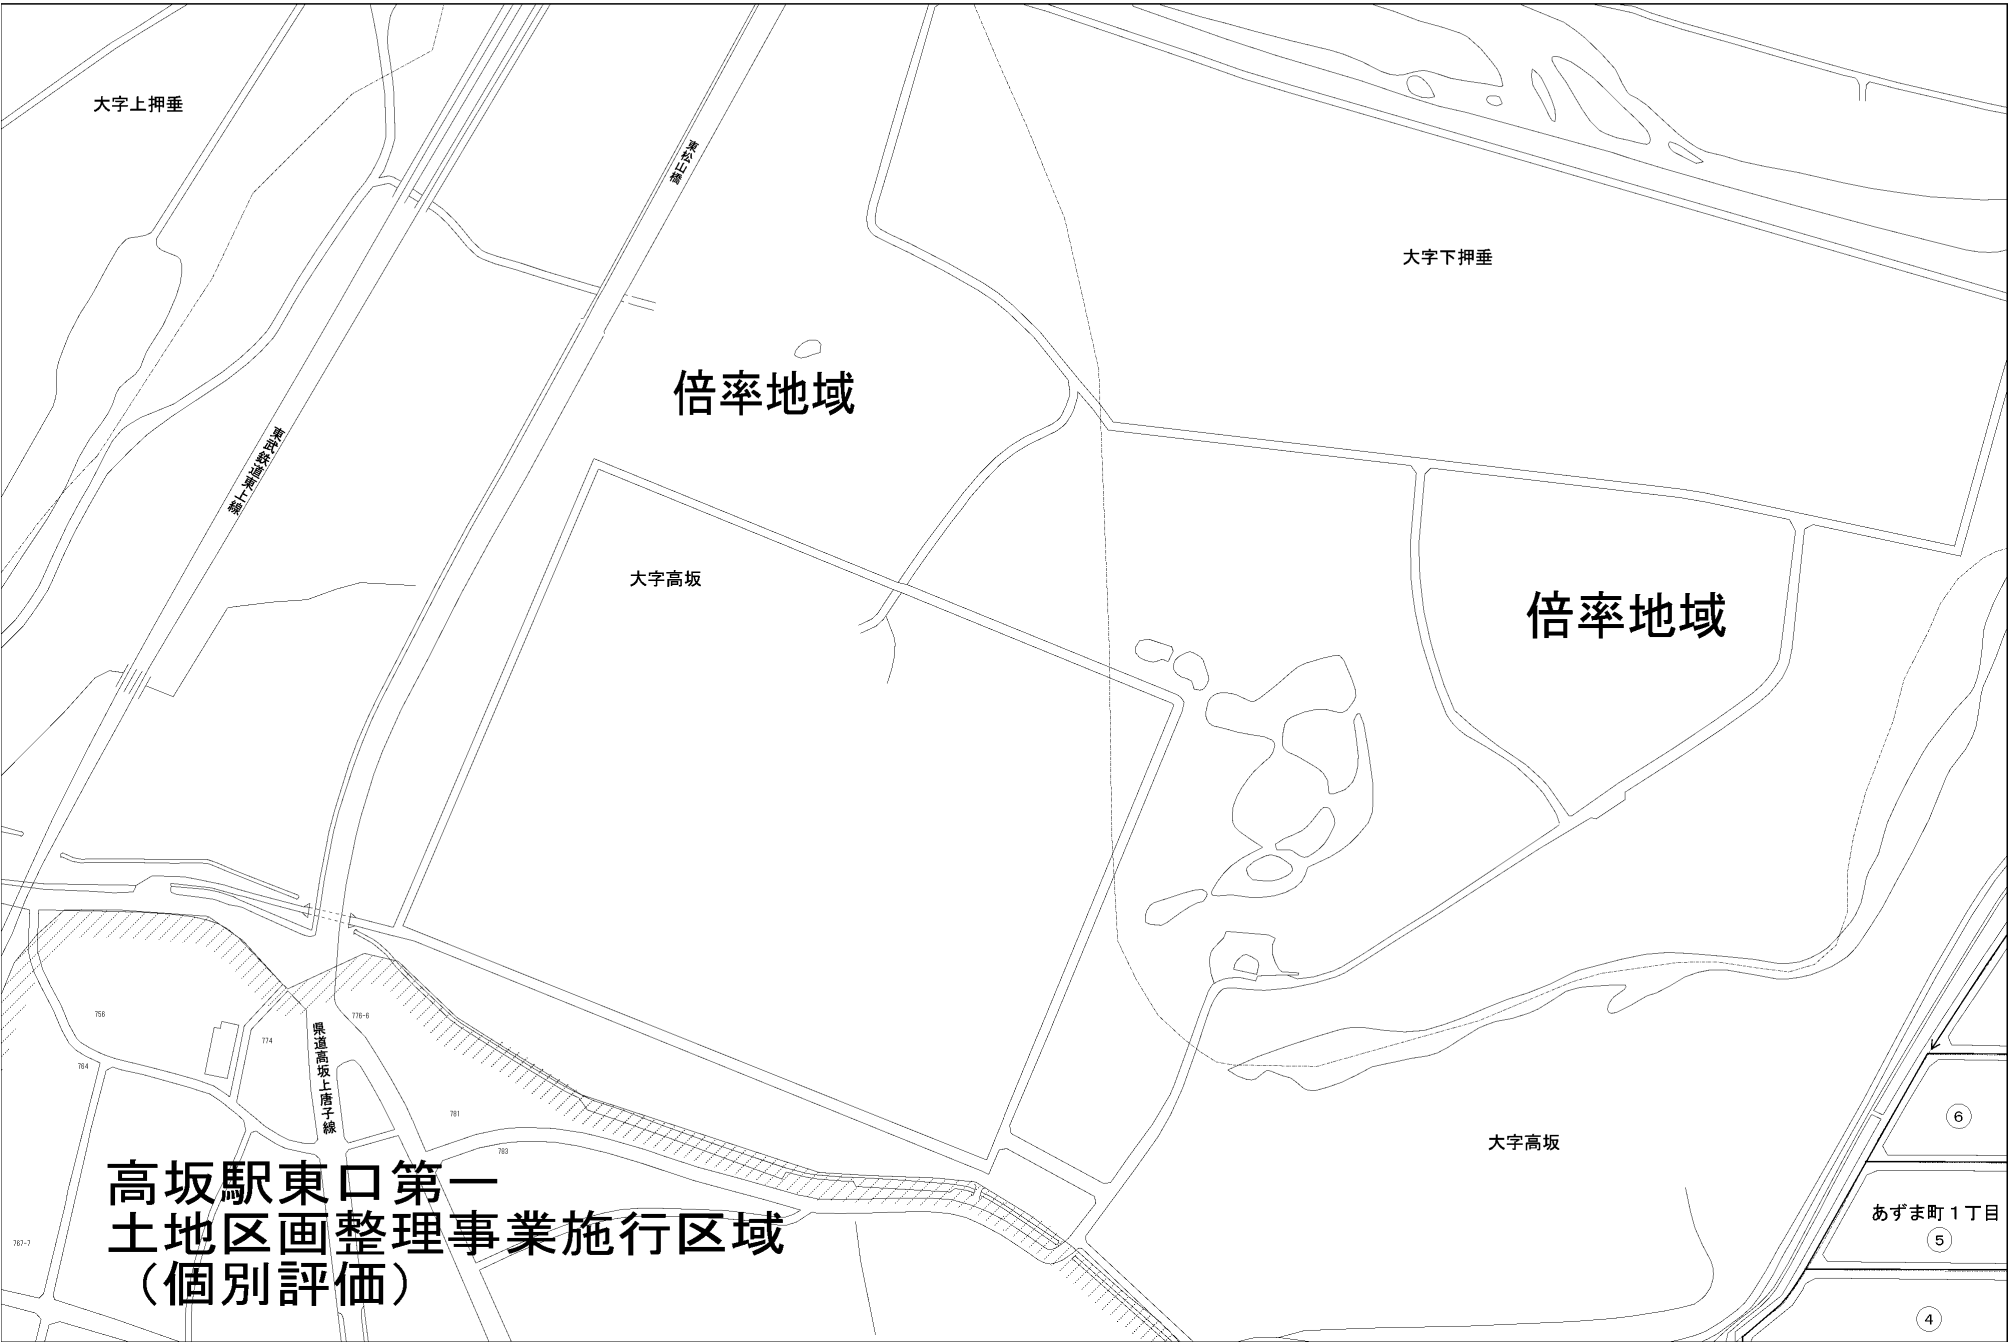 大字上押垂
東松山橋
大字下押垂
倍率地域
東武鉄道東上線
大字高坂
倍率地域
756
774
776-6
県道高坂上唐子線
764
781
783
767-7
高坂駅東口第一
土地区画整理事業施行区域
（個別評価）
大字高坂
6
あずま町１丁目
5
4